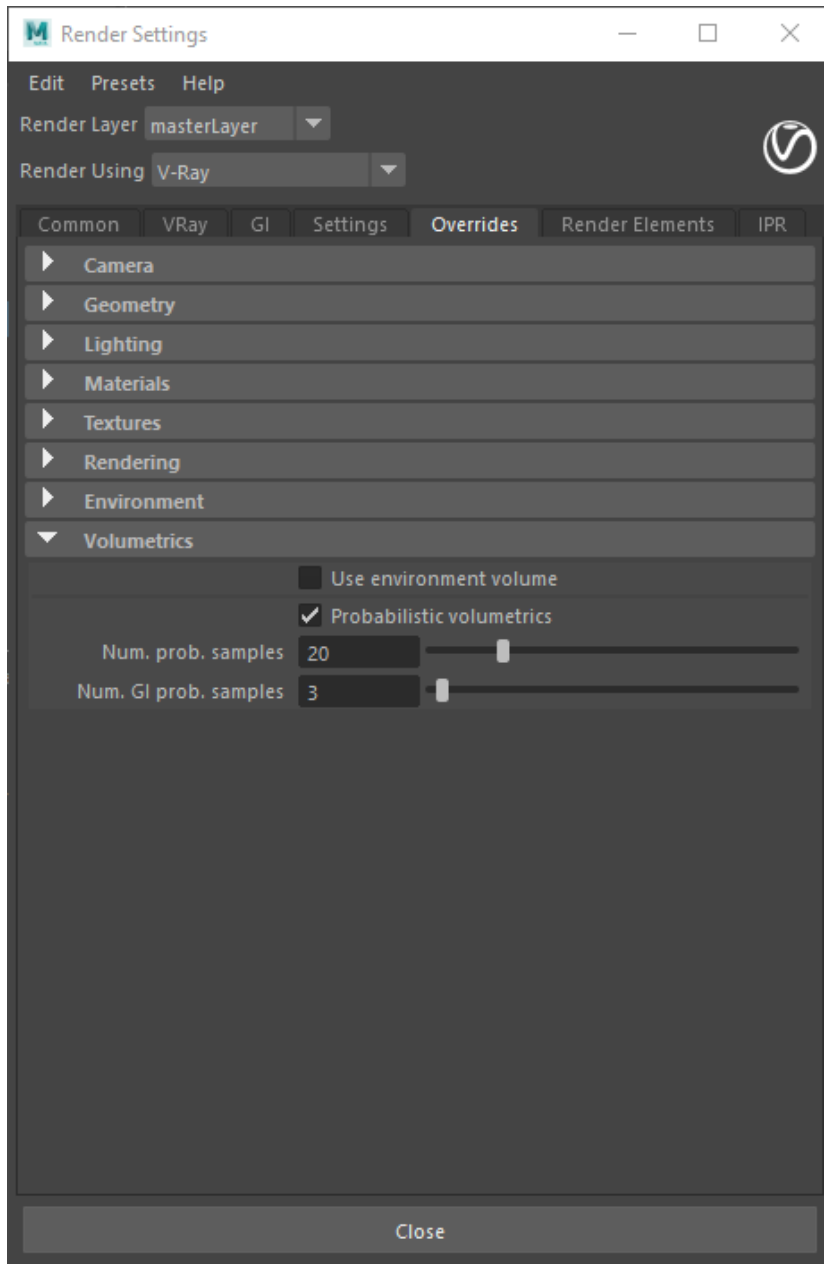 Render Settings
Edit Presets Help
Render Layer masterLayer
Render Using V-Ray
Common VRay GI Settings Overrides Render Elements IPR
Camera
Geometry
Lighting
Materials
Textures
Rendering
Environment
Volumetrics
Use environment volume
Probabilistic volumetrics
Num. prob. samples 20
Num. GI prob. samples 3
Close